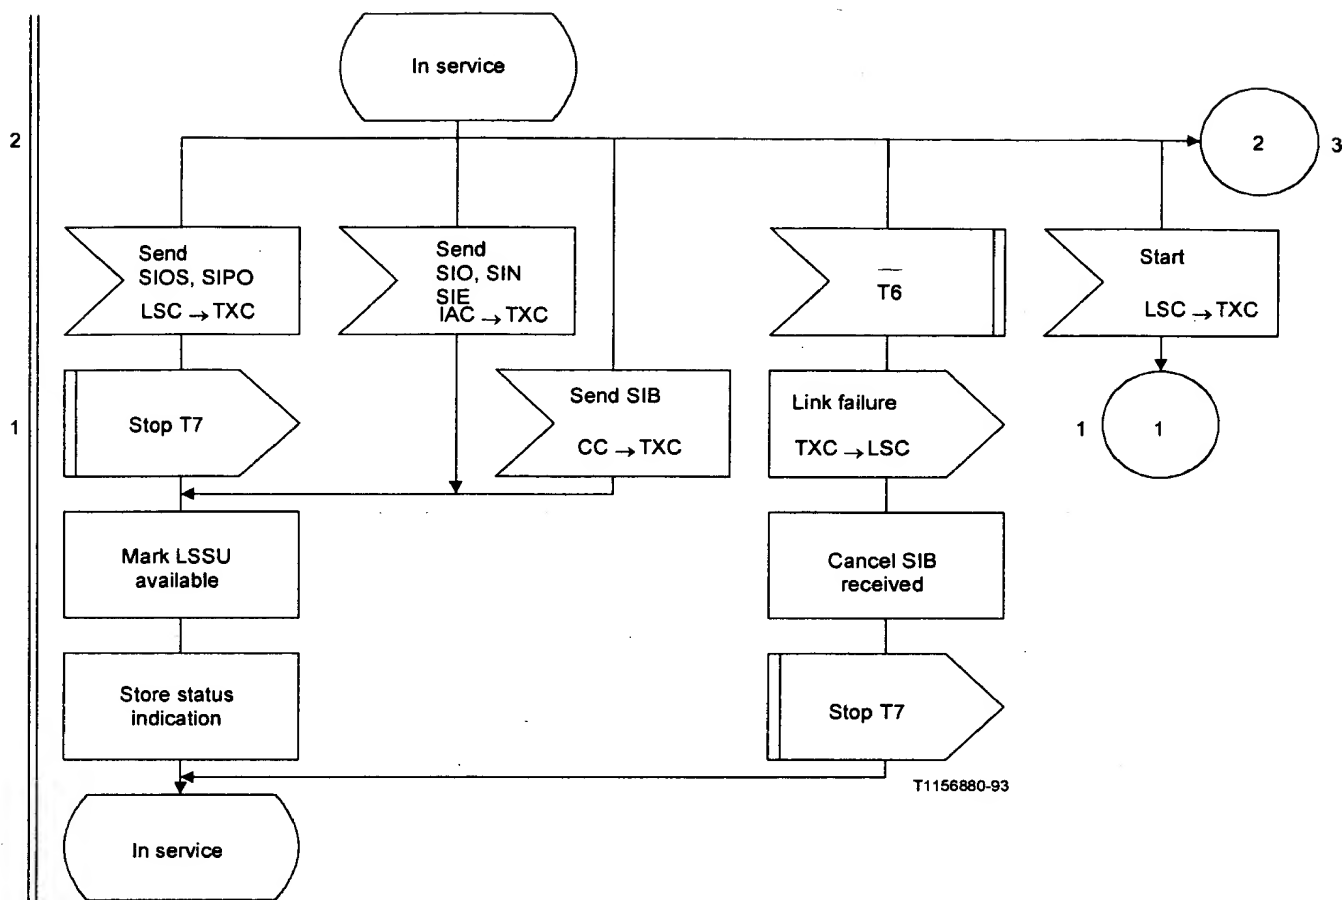 In service
2
2
3
Send
SIOS, SIPO
LSC → TXC
Send
SIO, SIN
SIE
IAC → TXC
T6
Start
LSC → TXC
1
Stop T7
Send SIB
CC → TXC
Link failure
TXC → LSC
1
1
Mark LSSU
available
Cancel SIB
received
Store status
indication
Stop T7
T1156880-93
In service